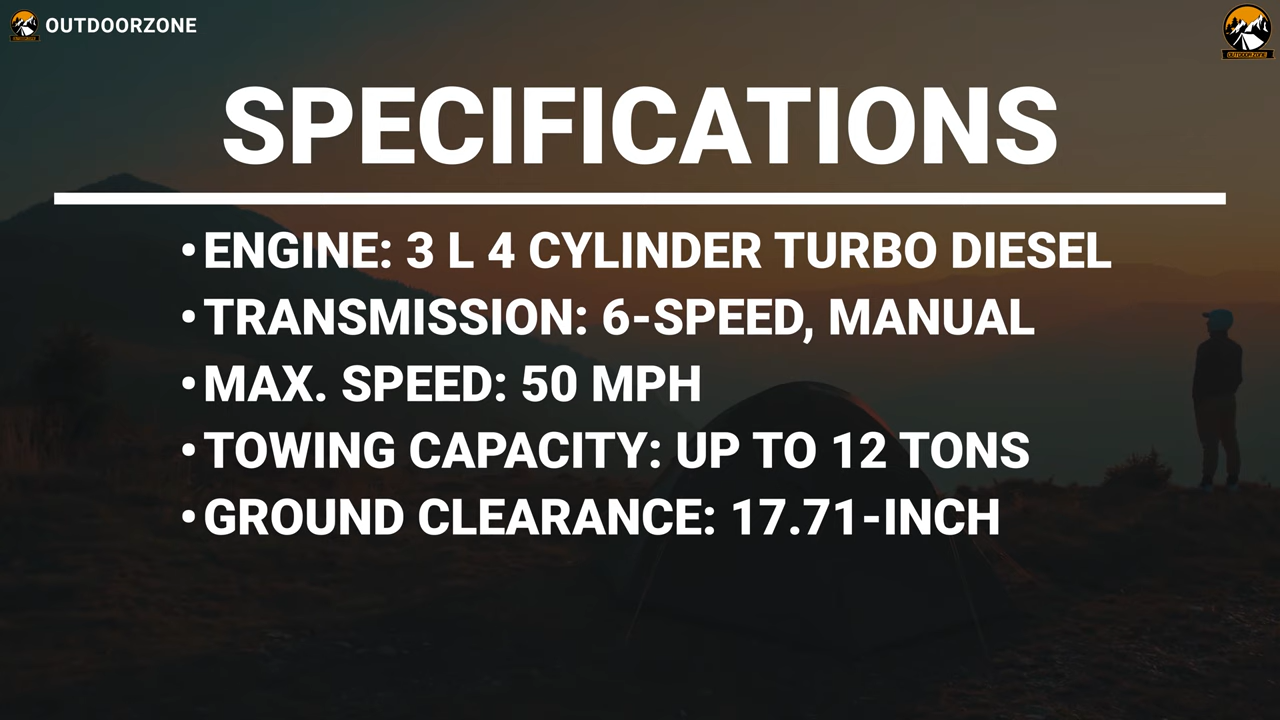 OUTDOORZONE
OUTDOORZONE
SPECIFICATIONS
•ENGINE: 3 L 4 CYLINDER TURBO DIESEL
•TRANSMISSION: 6-SPEED, MANUAL
•MAX. SPEED: 50 MPH
•TOWING CAPACITY: UP TO 12 TONS
•GROUND CLEARANCE: 17.71-INCH